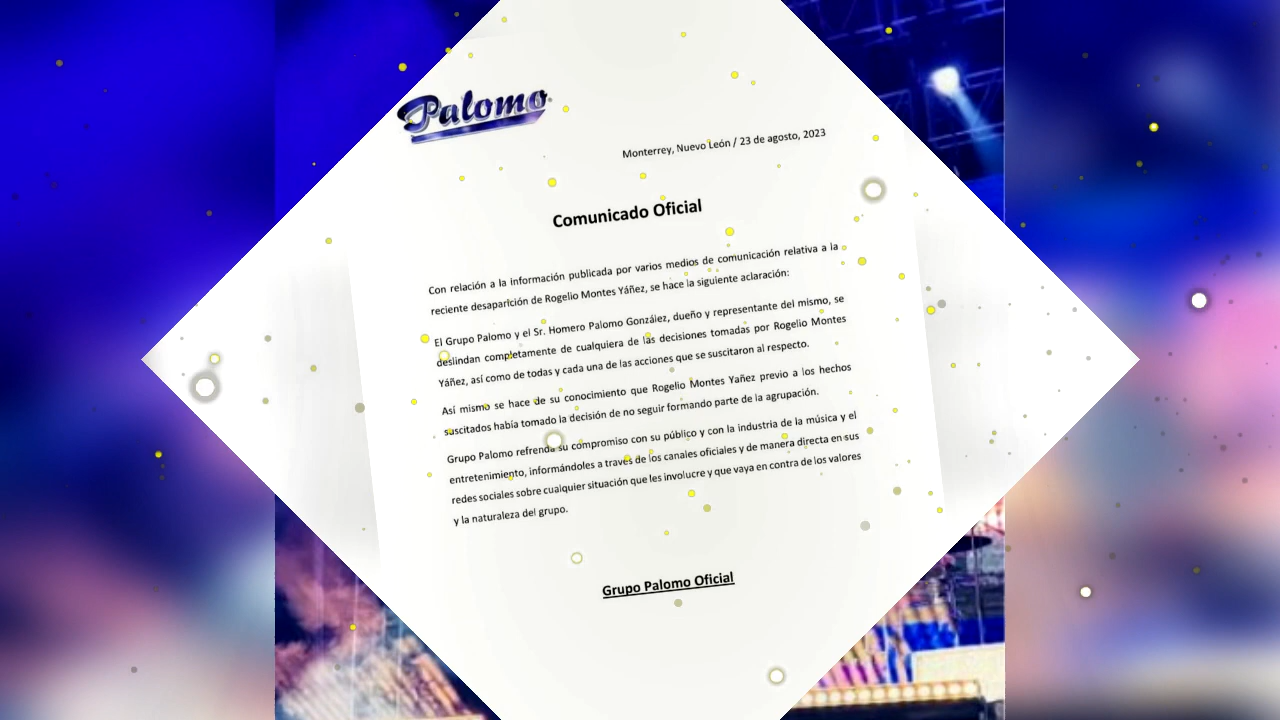 Palomo
Monterrey, Nuevo León / 23 de agosto, 2023
Comunicado Oficial
Con relación a la información publicada por varios medios de comunicación relativa a la
reciente desaparición de Rogelio Montes Yáñez, se hace la siguiente aclaración:
El Grupo Palomo y el Sr. Homero Palomo González, dueño y representante del mismo, se
deslindan completamente de cualquiera de las decisiones tomadas por Rogelio Montes
Yáñez, así como de todas y cada una de las acciones que se suscitaron al respecto.
Así mismo se hace de su conocimiento que Rogelio Montes Yañez previo a los hechos
suscitados había tomado la decisión de no seguir formando parte de la agrupación.
Grupo Palomo refrenda su compromiso con su público y con la industria de la música y el
entretenimiento, informándoles a través de los canales oficiales y de manera directa en sus
redes sociales sobre cualquier situación que les involucre y que vaya en contra de los valores
y la naturaleza del grupo.
Grupo Palomo Oficial